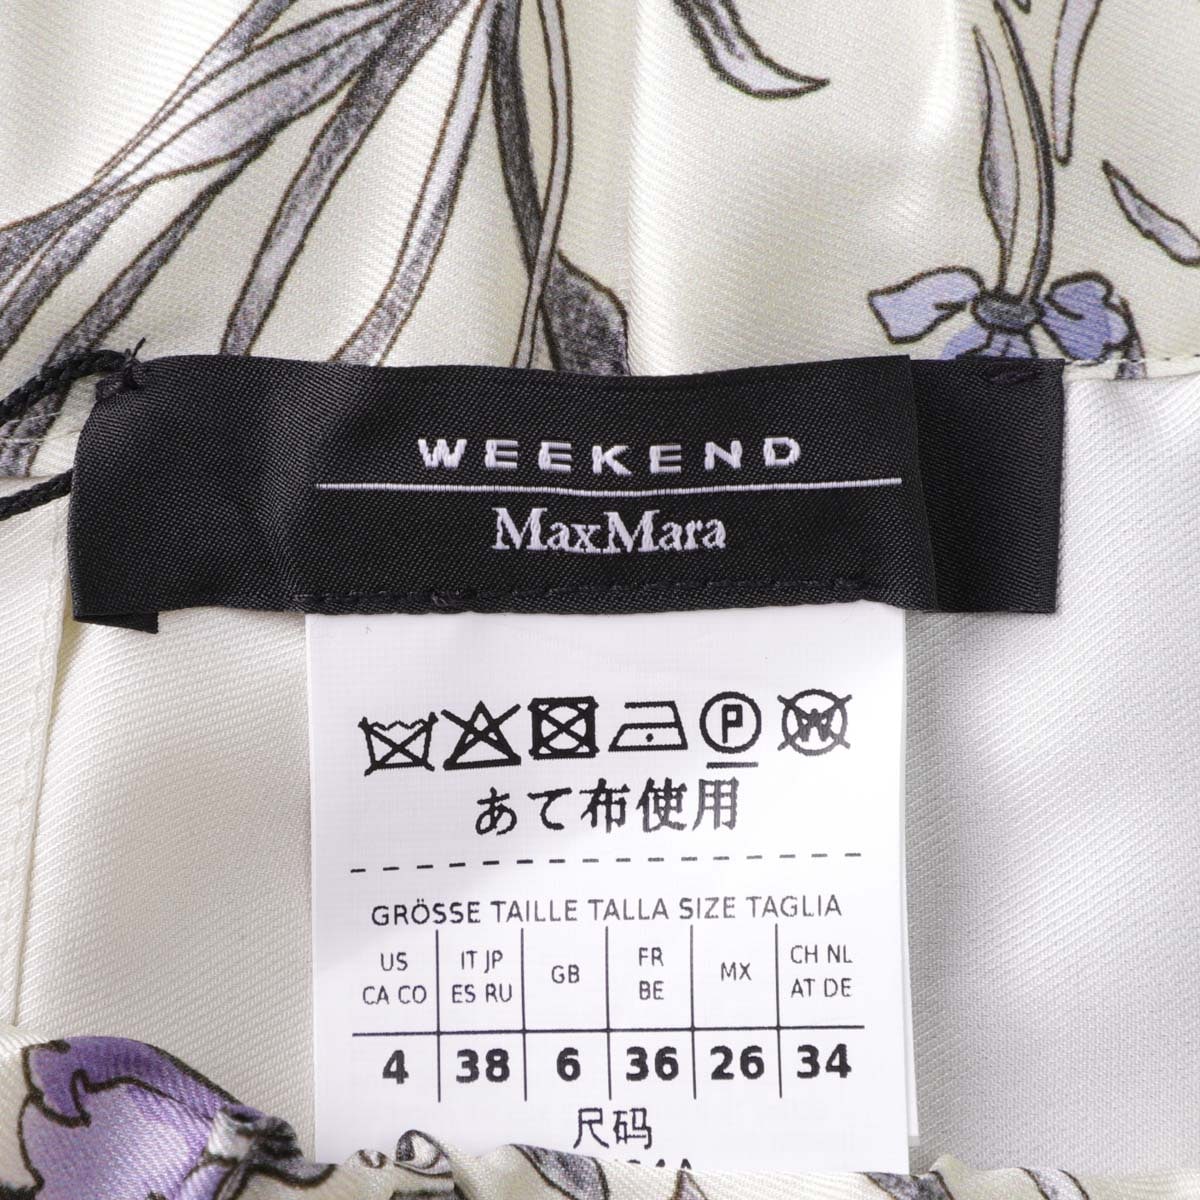 WEEKEND
MaxMara
P
W
あて布使用
GRÖSSE TAILLE TALLA SIZE TAGLIA
US CA CO
IT JP ES RU
GB
FR BE
MX
CH NL AT DE
4 38 6 36 26 34
尺码